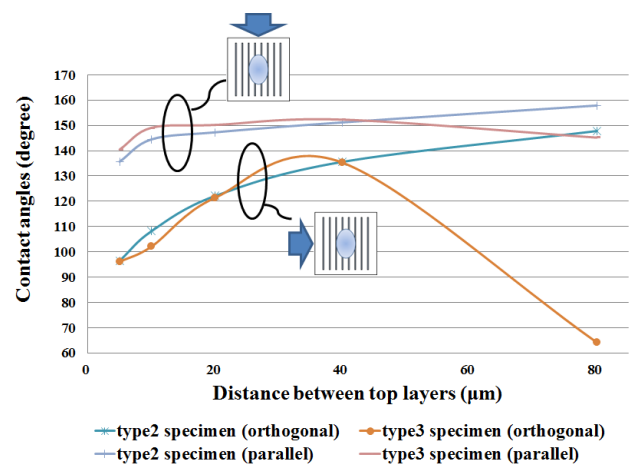 170
160
150
140
130
120
110
100
90
80
70
60
Contact angles (degree)
0 20 40 60 80
Distance between top layers (μm)
type2 specimen (orthogonal) type3 specimen (orthogonal)
type2 specimen (parallel) type3 specimen (parallel)